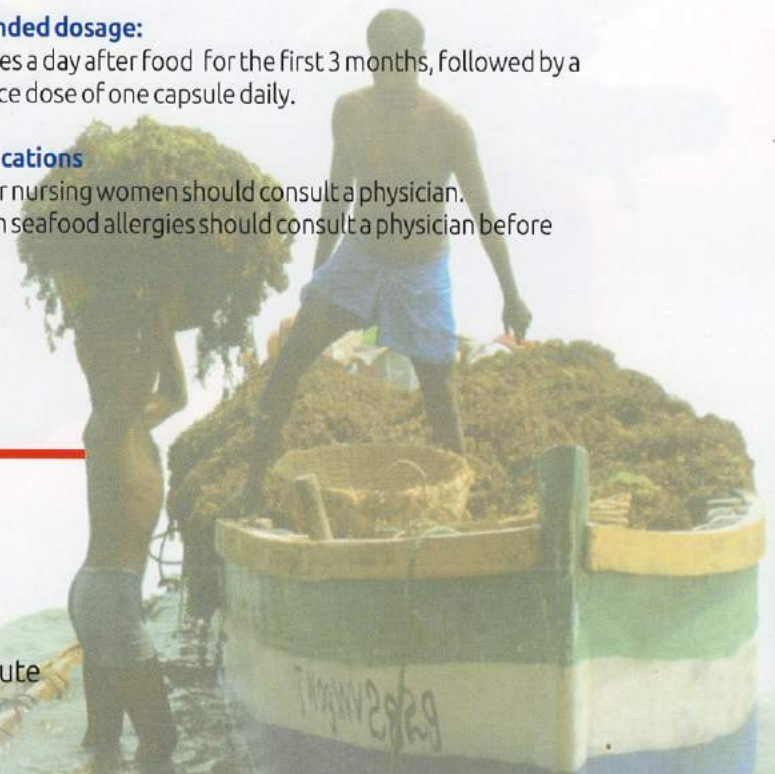 nded dosage:
es a day after food for the first 3 months, followed by a
ce dose of one capsule daily.
cations
r nursing women should consult a physician.
n seafood allergies should consult a physician before
ute